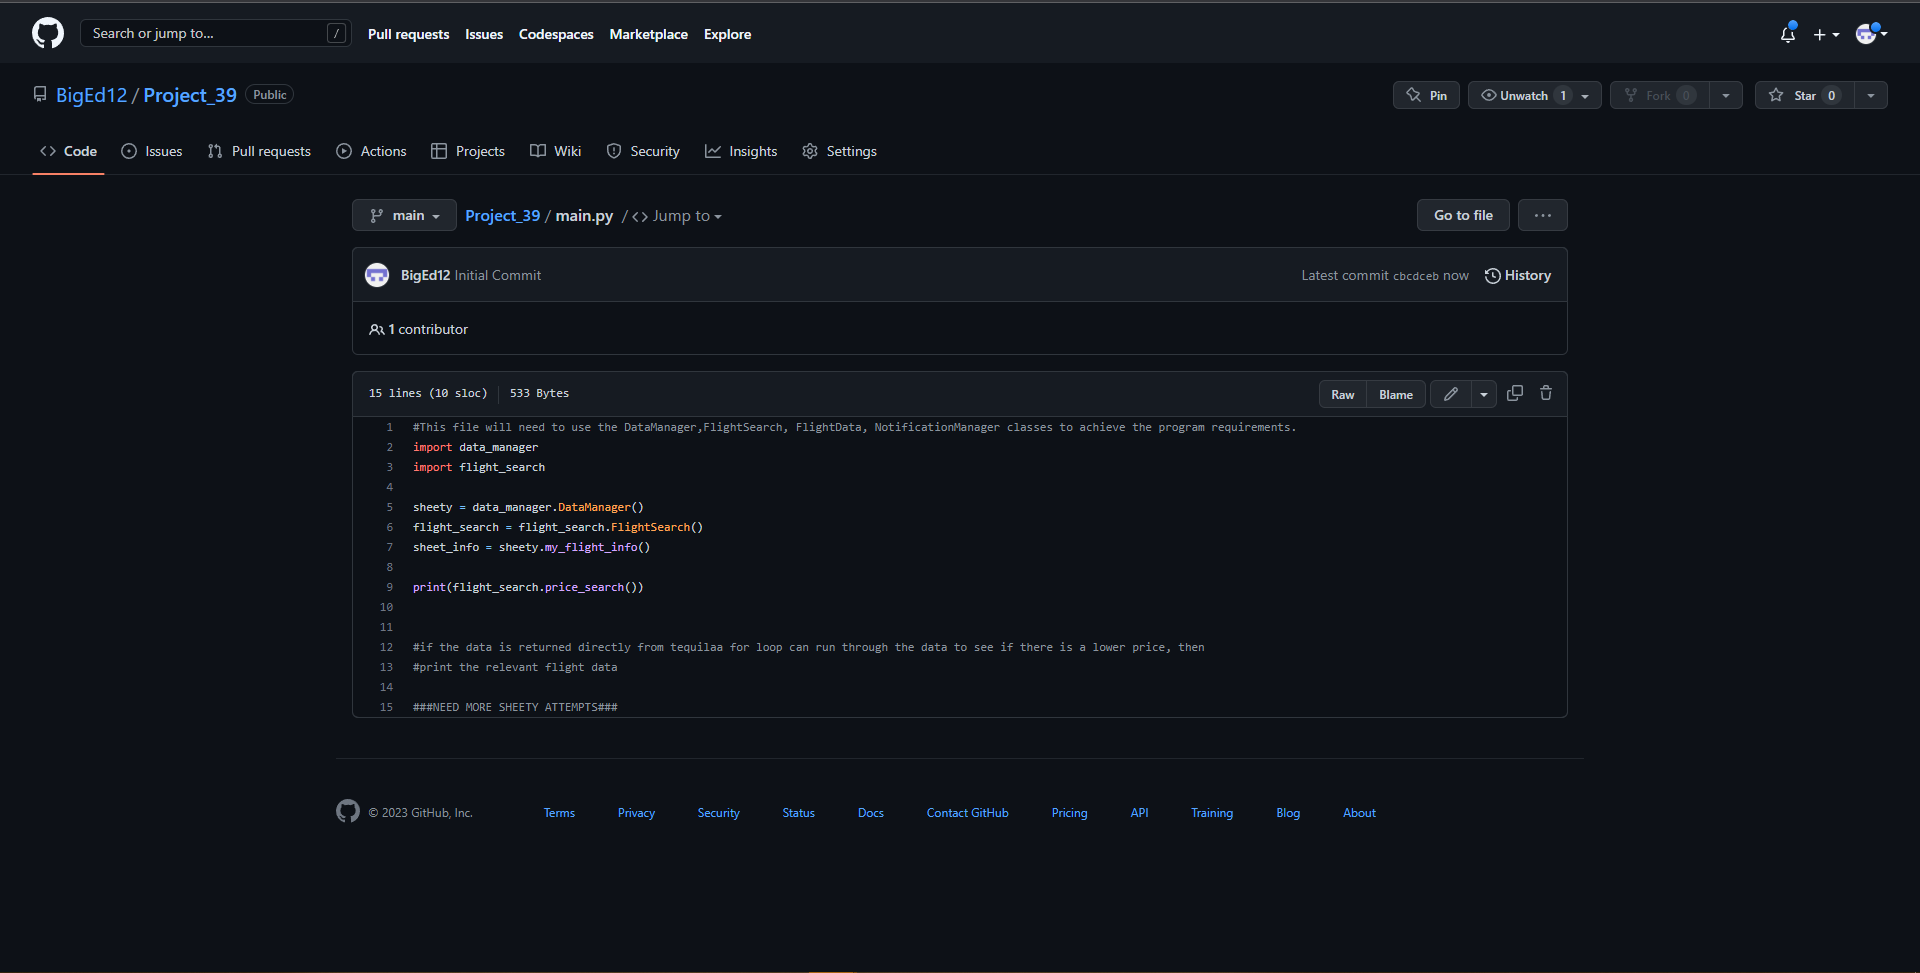 Search or jump to... /
Pull requests Issues Codespaces Marketplace Explore
BigEd12 / Project_39 Public
Pin Unwatch 1 Fork 0 Star 0
Code Issues Pull requests Actions Projects Wiki Security Insights Settings
main Project_39 / main.py / <> Jump to
Go to file ...
BigEd12 Initial Commit
Latest commit cbcdceb now History
1 contributor
15 lines (10 sloc) 533 Bytes
Raw Blame
1 #This file will need to use the DataManager,FlightSearch, FlightData, NotificationManager classes to achieve the program requirements.
2 import data_manager
3 import flight_search
4
5 sheety = data_manager.DataManager()
6 flight_search = flight_search.FlightSearch()
7 sheet_info = sheety.my_flight_info()
8
9 print(flight_search.price_search())
10
11
12 #if the data is returned directly from tequilaa for loop can run through the data to see if there is a lower price, then
13 #print the relevant flight data
14
15 ###NEED MORE SHEETY ATTEMPTS###
© 2023 GitHub, Inc. Terms Privacy Security Status Docs Contact GitHub Pricing API Training Blog About